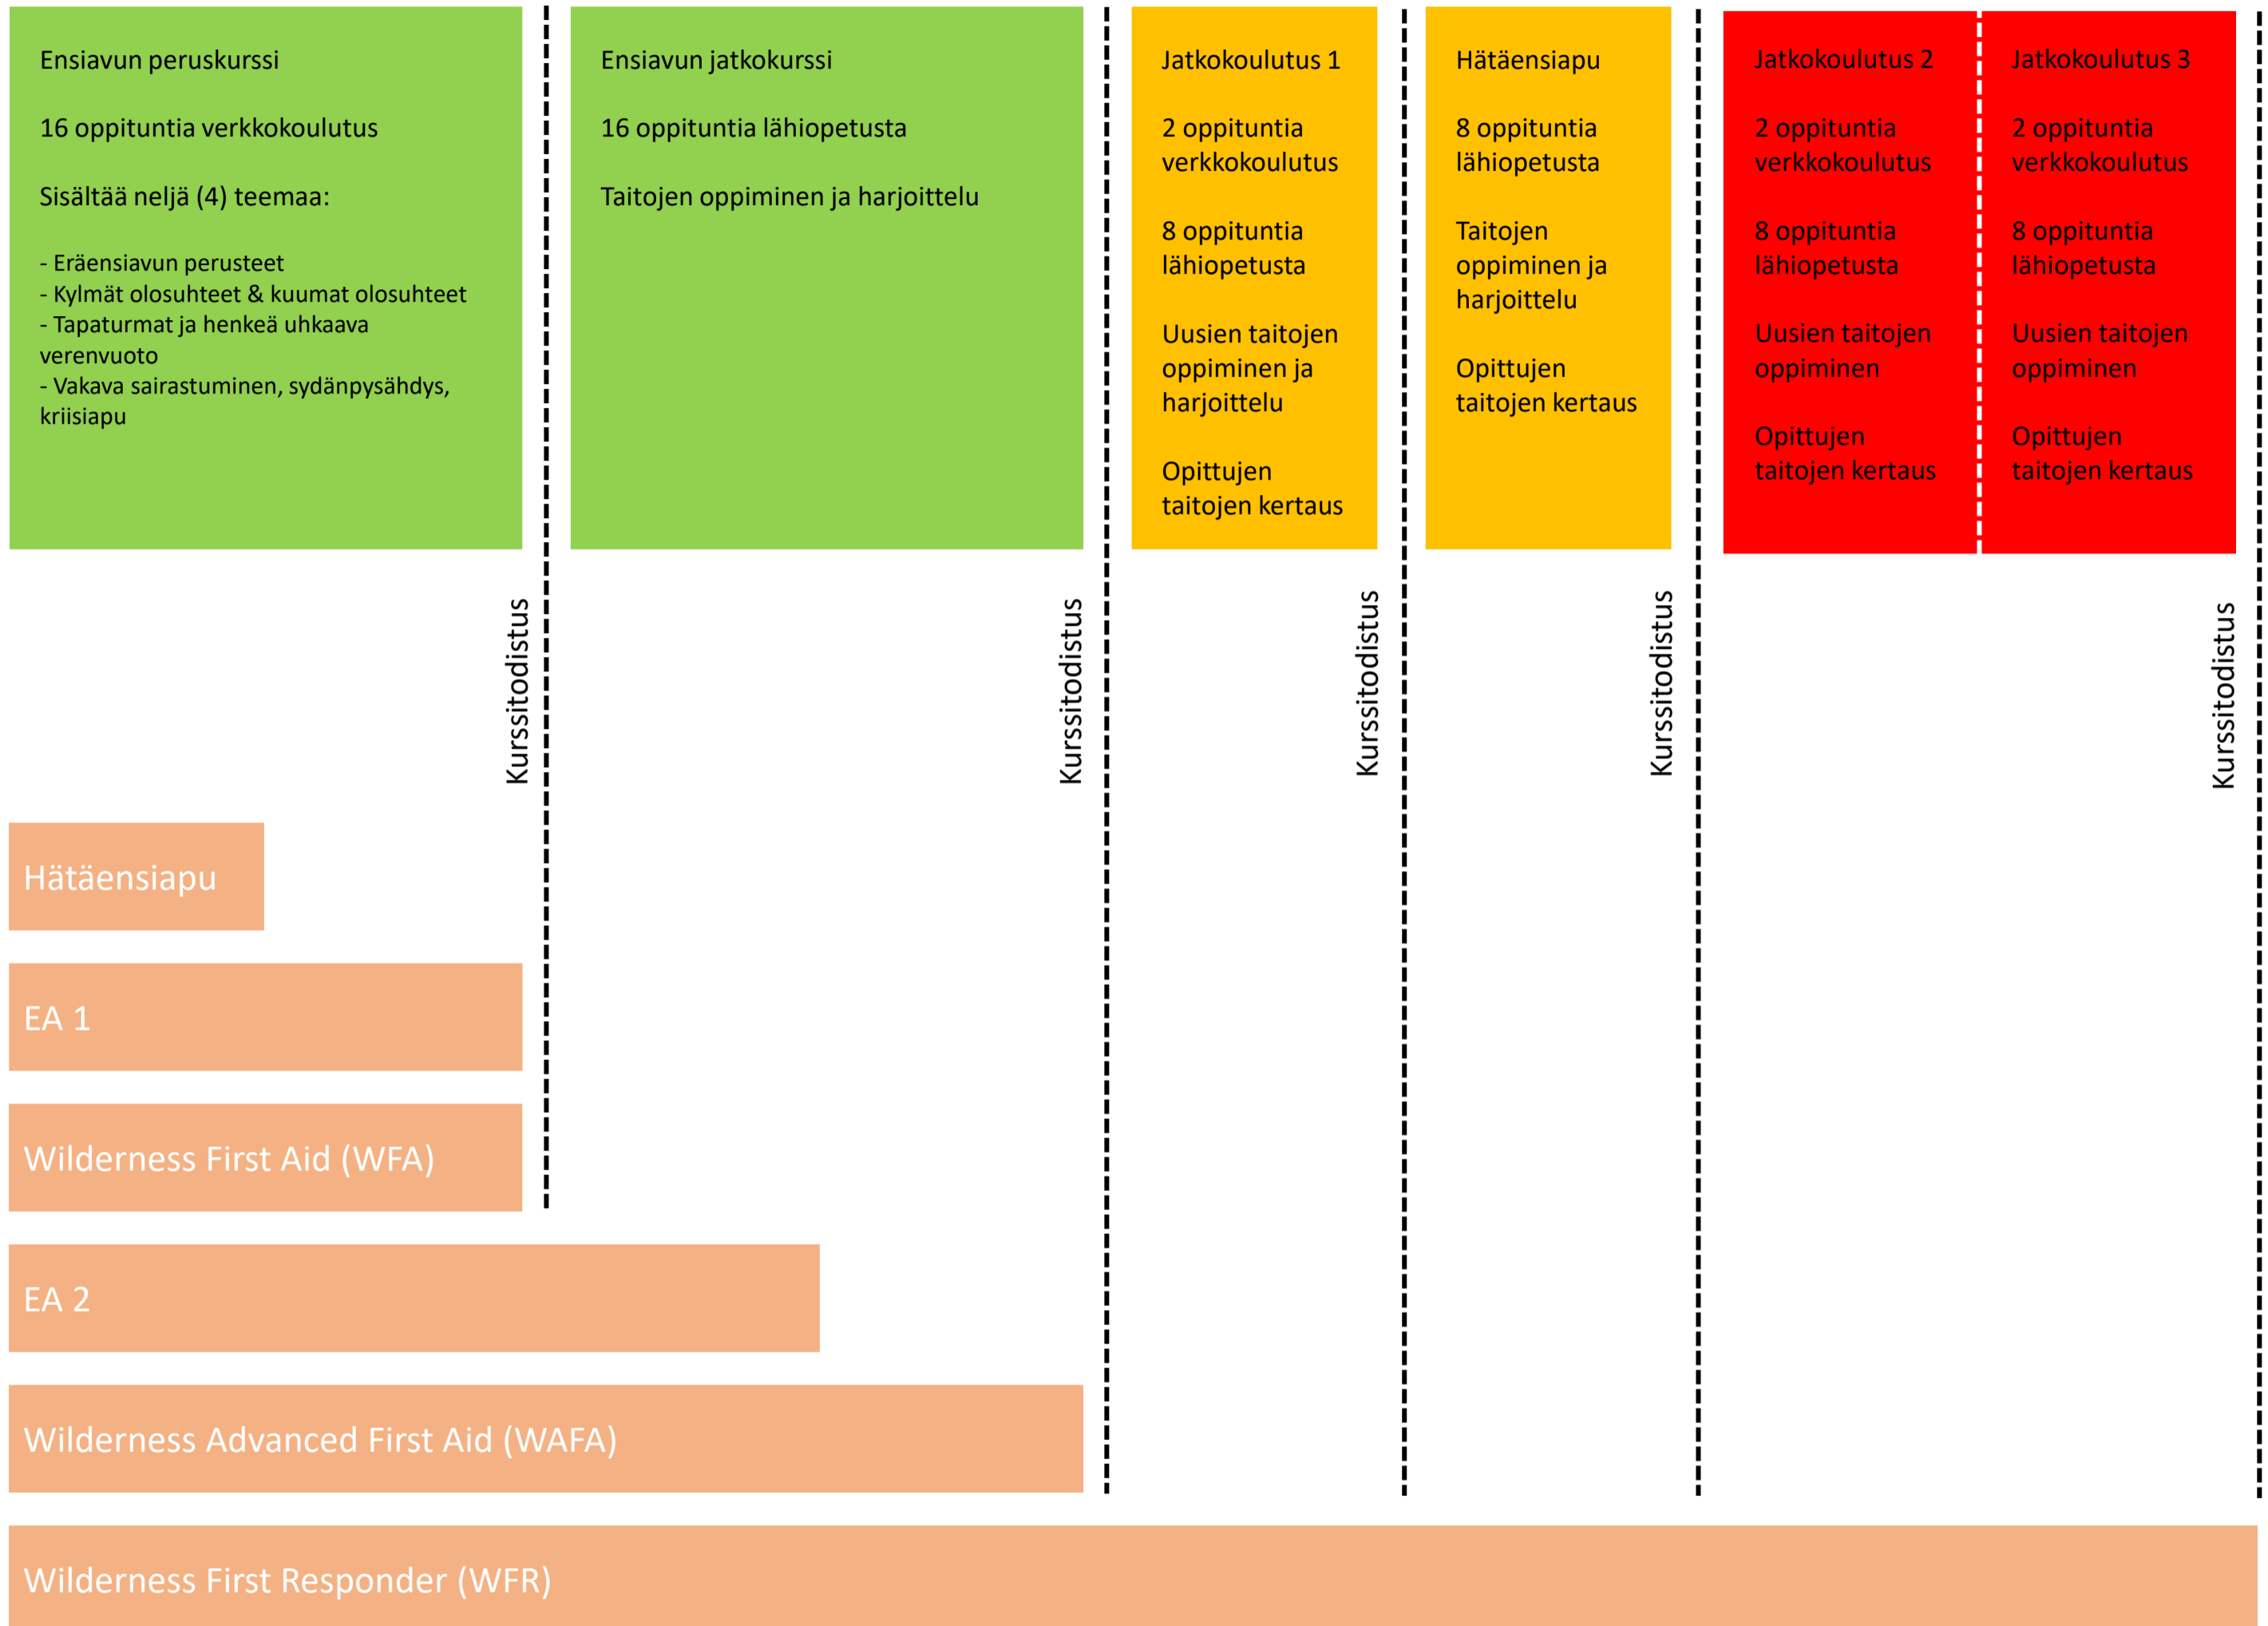 Ensiavun peruskurssi
16 oppituntia verkkokoulutus
Sisältää neljä (4) teemaa:
- Eräensiavun perusteet
- Kylmät olosuhteet & kuumat olosuhteet
- Tapaturmat ja henkeä uhkaava
verenvuoto
- Vakava sairastuminen, sydänpysähdys,
kriisiapu
Ensiavun jatkokurssi
16 oppituntia lähiopetusta
Taitojen oppiminen ja harjoittelu
Jatkokoulutus 1
2 oppituntia
verkkokoulutus
8 oppituntia
lähiopetusta
Uusien taitojen
oppiminen ja
harjoittelu
Opittujen
taitojen kertaus
Hätäensiapu
8 oppituntia
lähiopetusta
Taitojen
oppiminen ja
harjoittelu
Opittujen
taitojen kertaus
Jatkokoulutus 2
2 oppituntia
verkkokoulutus
8 oppituntia
lähiopetusta
Uusien taitojen
oppiminen
Opittujen
taitojen kertaus
Jatkokoulutus 3
2 oppituntia
verkkokoulutus
8 oppituntia
lähiopetusta
Uusien taitojen
oppiminen
Opittujen
taitojen kertaus
Kurssitodistus
Kurssitodistus
Kurssitodistus
Kurssitodistus
Kurssitodistus
Hätäensiapu
EA 1
Wilderness First Aid (WFA)
EA 2
Wilderness Advanced First Aid (WAFA)
Wilderness First Responder (WFR)